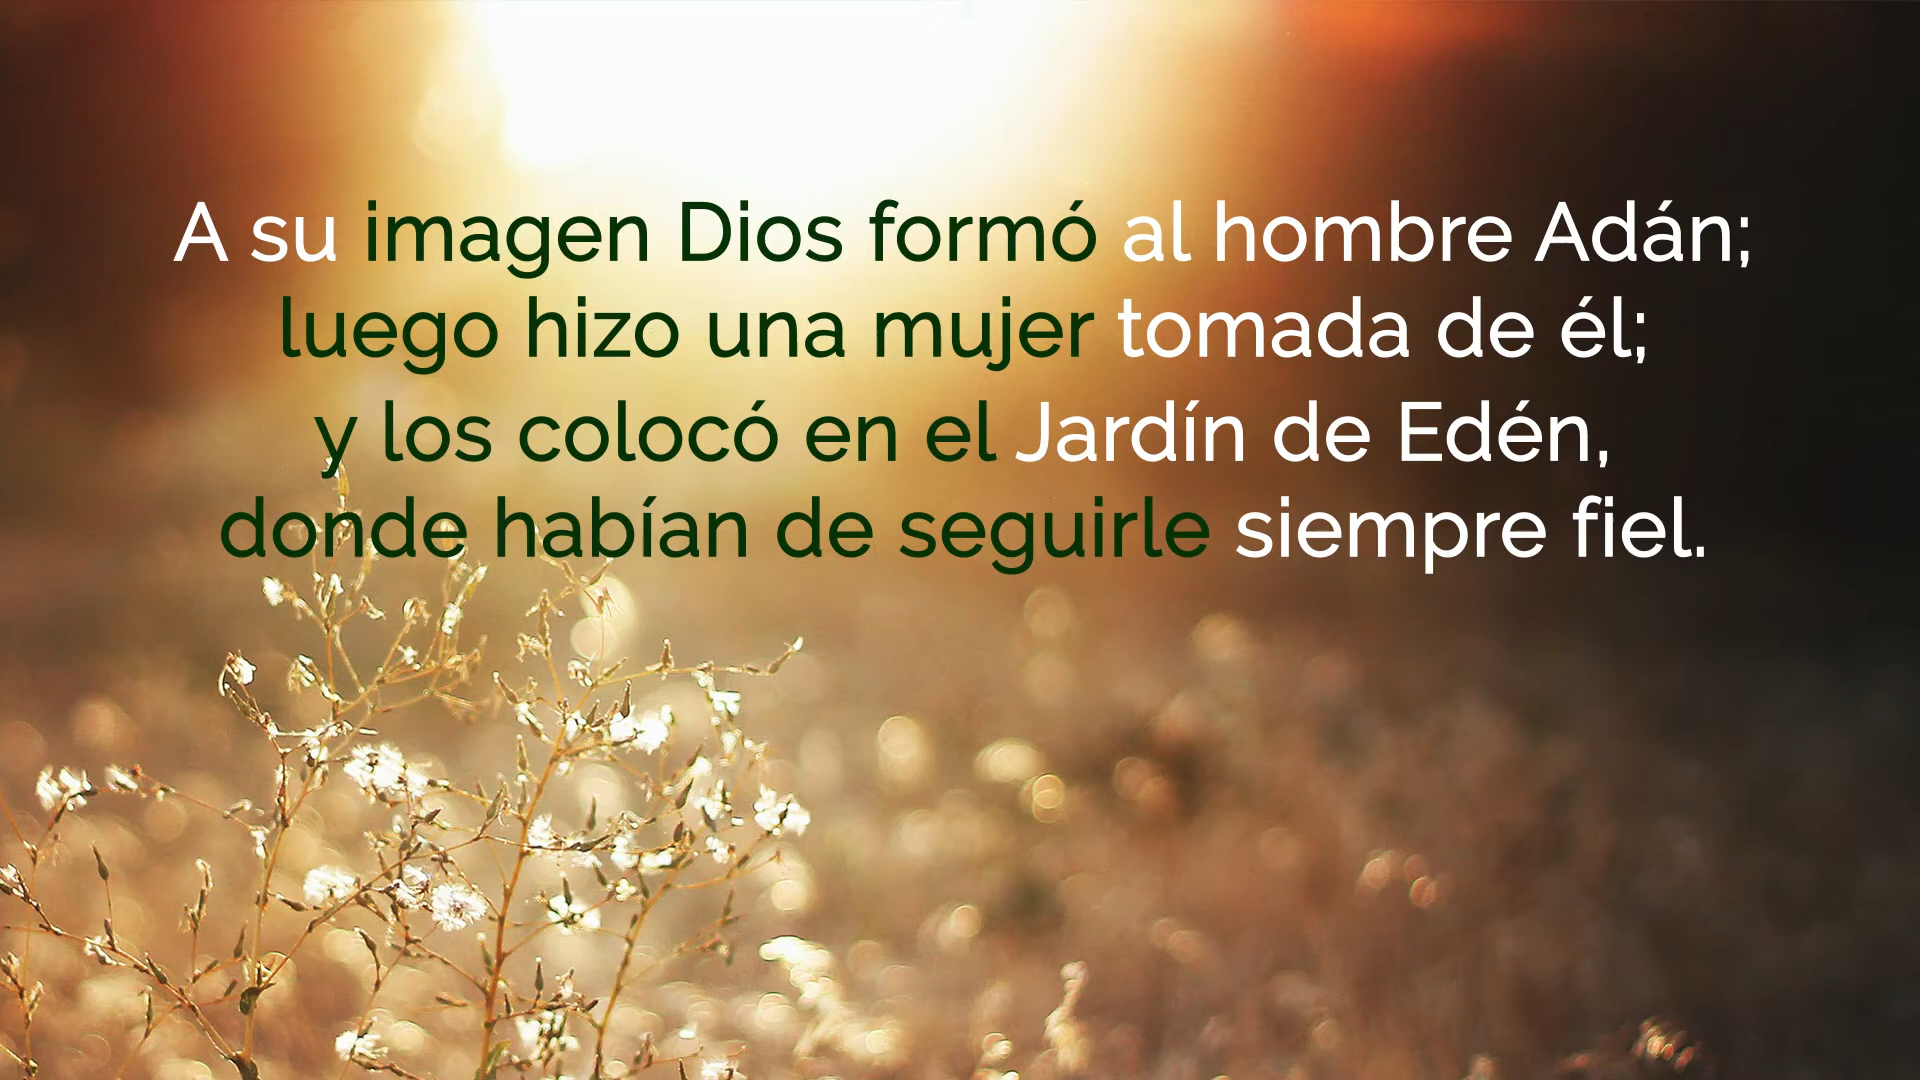 A su imagen Dios formó al hombre Adán;
luego hizo una mujer tomada de él;
y los colocó en el Jardín de Edén,
donde habían de seguirle siempre fiel.